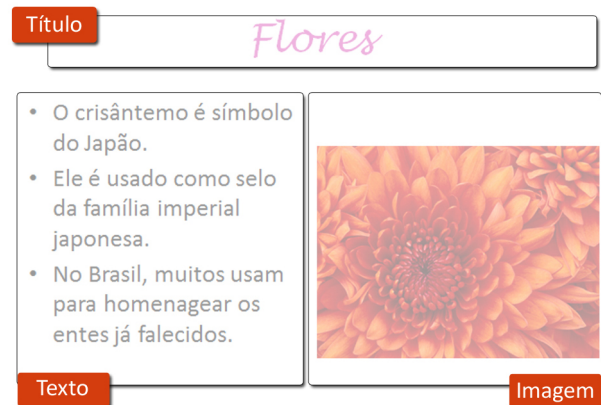 Título
Flores
• O crisântemo é símbolo
do Japão.
• Ele é usado como selo
da família imperial
japonesa.
• No Brasil, muitos usam
para homenagear os
entes já falecidos.
Texto
Imagem